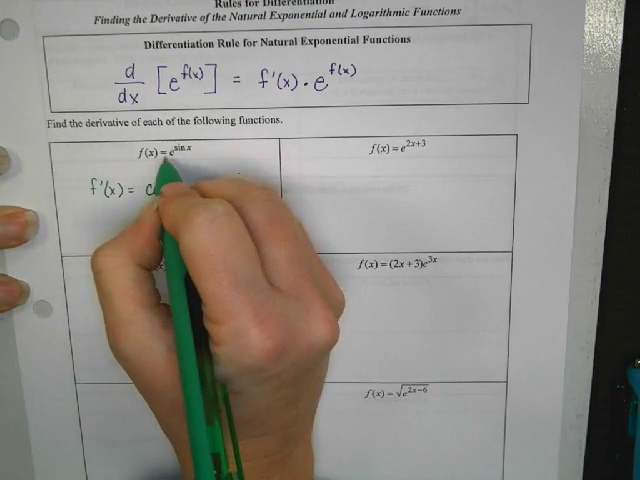 Rules for Differentiation
Finding the Derivative of the Natural Exponential and Logarithmic Functions
Differentiation Rule for Natural Exponential Functions
d/dx [e^{f(x)}] = f'(x) · e^{f(x)}
Find the derivative of each of the following functions.
f(x) = e^{sin x}
f(x) = e^{2x+3}
f'(x) = c
f(x) = (2x+3)e^{3x}
f(x) = √(e^{2x-6})